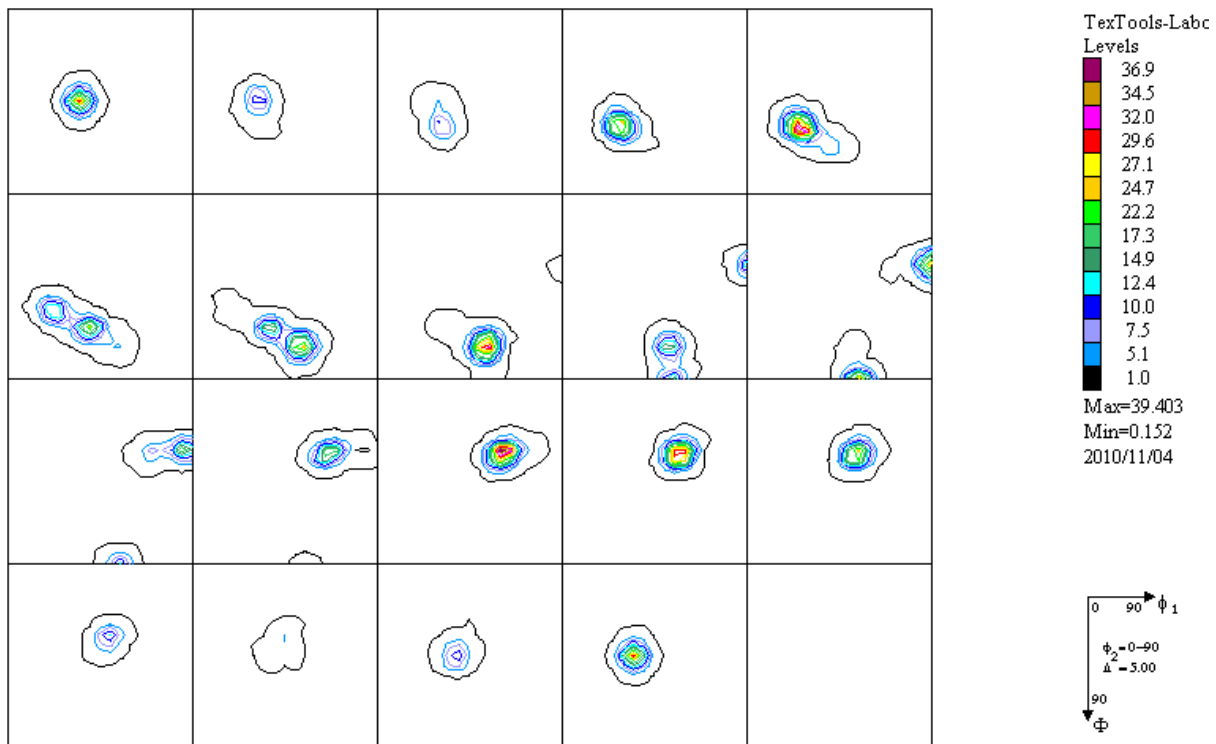 TexTools-Labo
Levels
36.9
34.5
32.0
29.6
27.1
24.7
22.2
17.3
14.9
12.4
10.0
7.5
5.1
1.0
Max=39.403
Min=0.152
2010/11/04
0 90 ϕ1
ϕ2=0-90
Δ =5.00
90
Φ